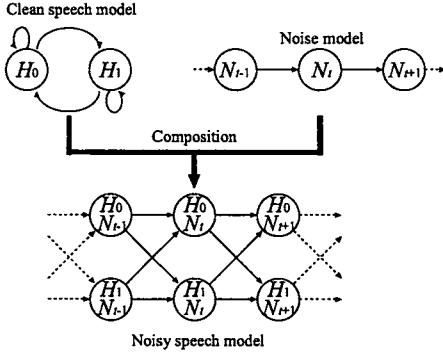 Clean speech model
Noise model
H0 H1 Nt-1 Nt Nt+1
Composition
H0 H0 H0
Nt-1 Nt Nt+1
H1 H1 H1
Nt-1 Nt Nt+1
Noisy speech model